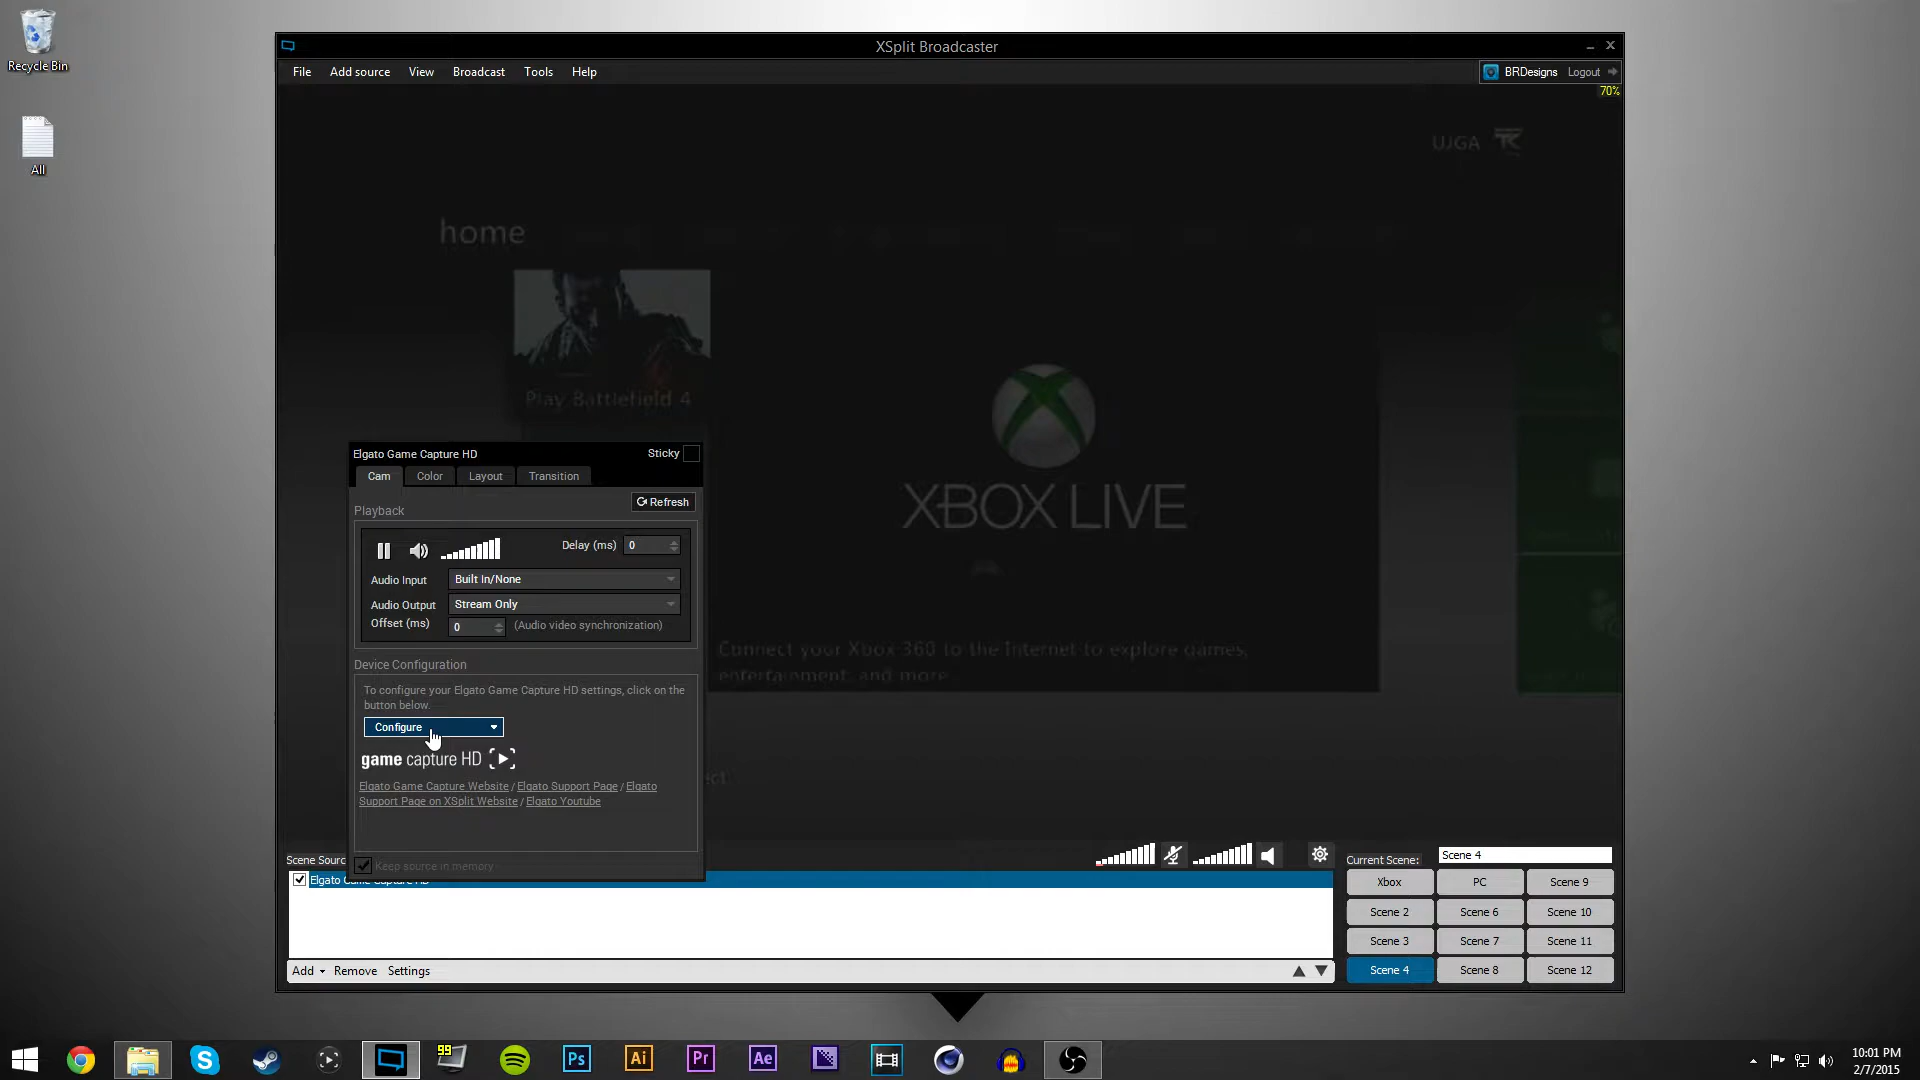 Recycle Bin
All
XSplit Broadcaster
File Add source View Broadcast Tools Help
BRDesigns Logout
70%
UJGA
home
Play Battlefield 4
XBOX LIVE
Connect your Xbox 360 to the Internet to explore games,
entertainment, and more
Elgato Game Capture HD Sticky
Cam Color Layout Transition
Refresh
Playback
Delay (ms) 0
Audio Input Built In/None
Audio Output Stream Only
Offset (ms) 0 (Audio video synchronization)
Device Configuration
To configure your Elgato Game Capture HD settings, click on the
button below.
Configure
game capture HD
Elgato Game Capture Website / Elgato Support Page / Elgato
Support Page on XSplit Website / Elgato Youtube
Keep source in memory
Scene Sourc
Elgato Game Capture HD
Add Remove Settings
Current Scene: Scene 4
Xbox PC Scene 9
Scene 2 Scene 6 Scene 10
Scene 3 Scene 7 Scene 11
Scene 4 Scene 8 Scene 12
99
Ps Ai Pr Ae
10:01 PM
2/7/2015